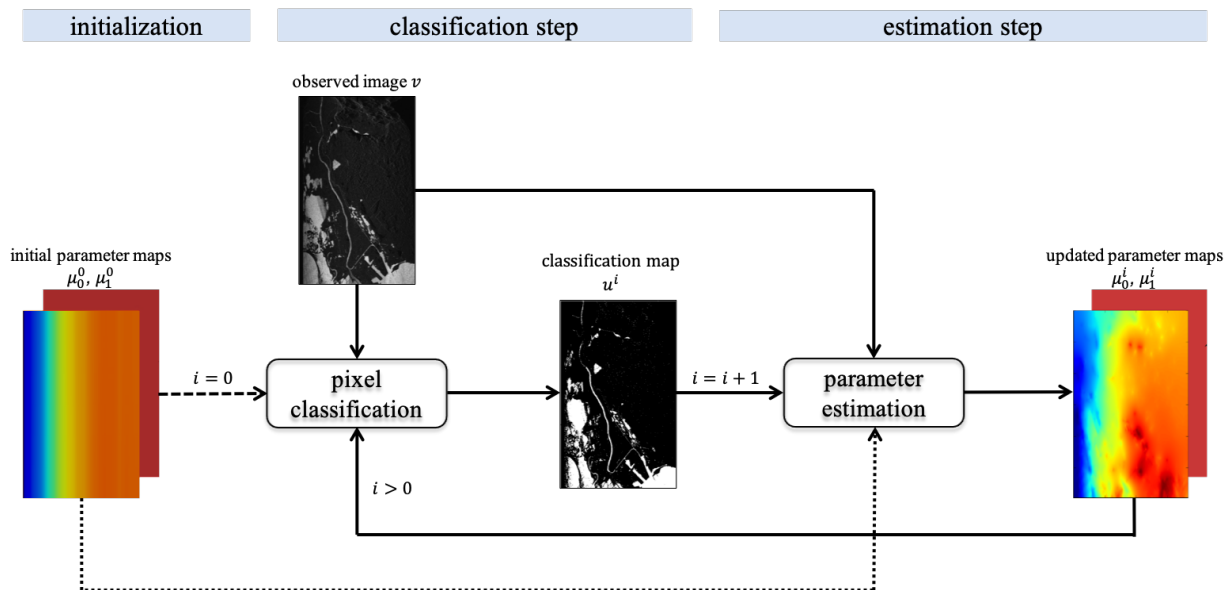 initialization
classification step
estimation step
observed image v
initial parameter maps
μ₀⁰, μ₁⁰
classification map
uⁱ
updated parameter maps
μ₀ⁱ, μ₁ⁱ
i = 0
pixel
classification
i = i + 1
parameter
estimation
i > 0